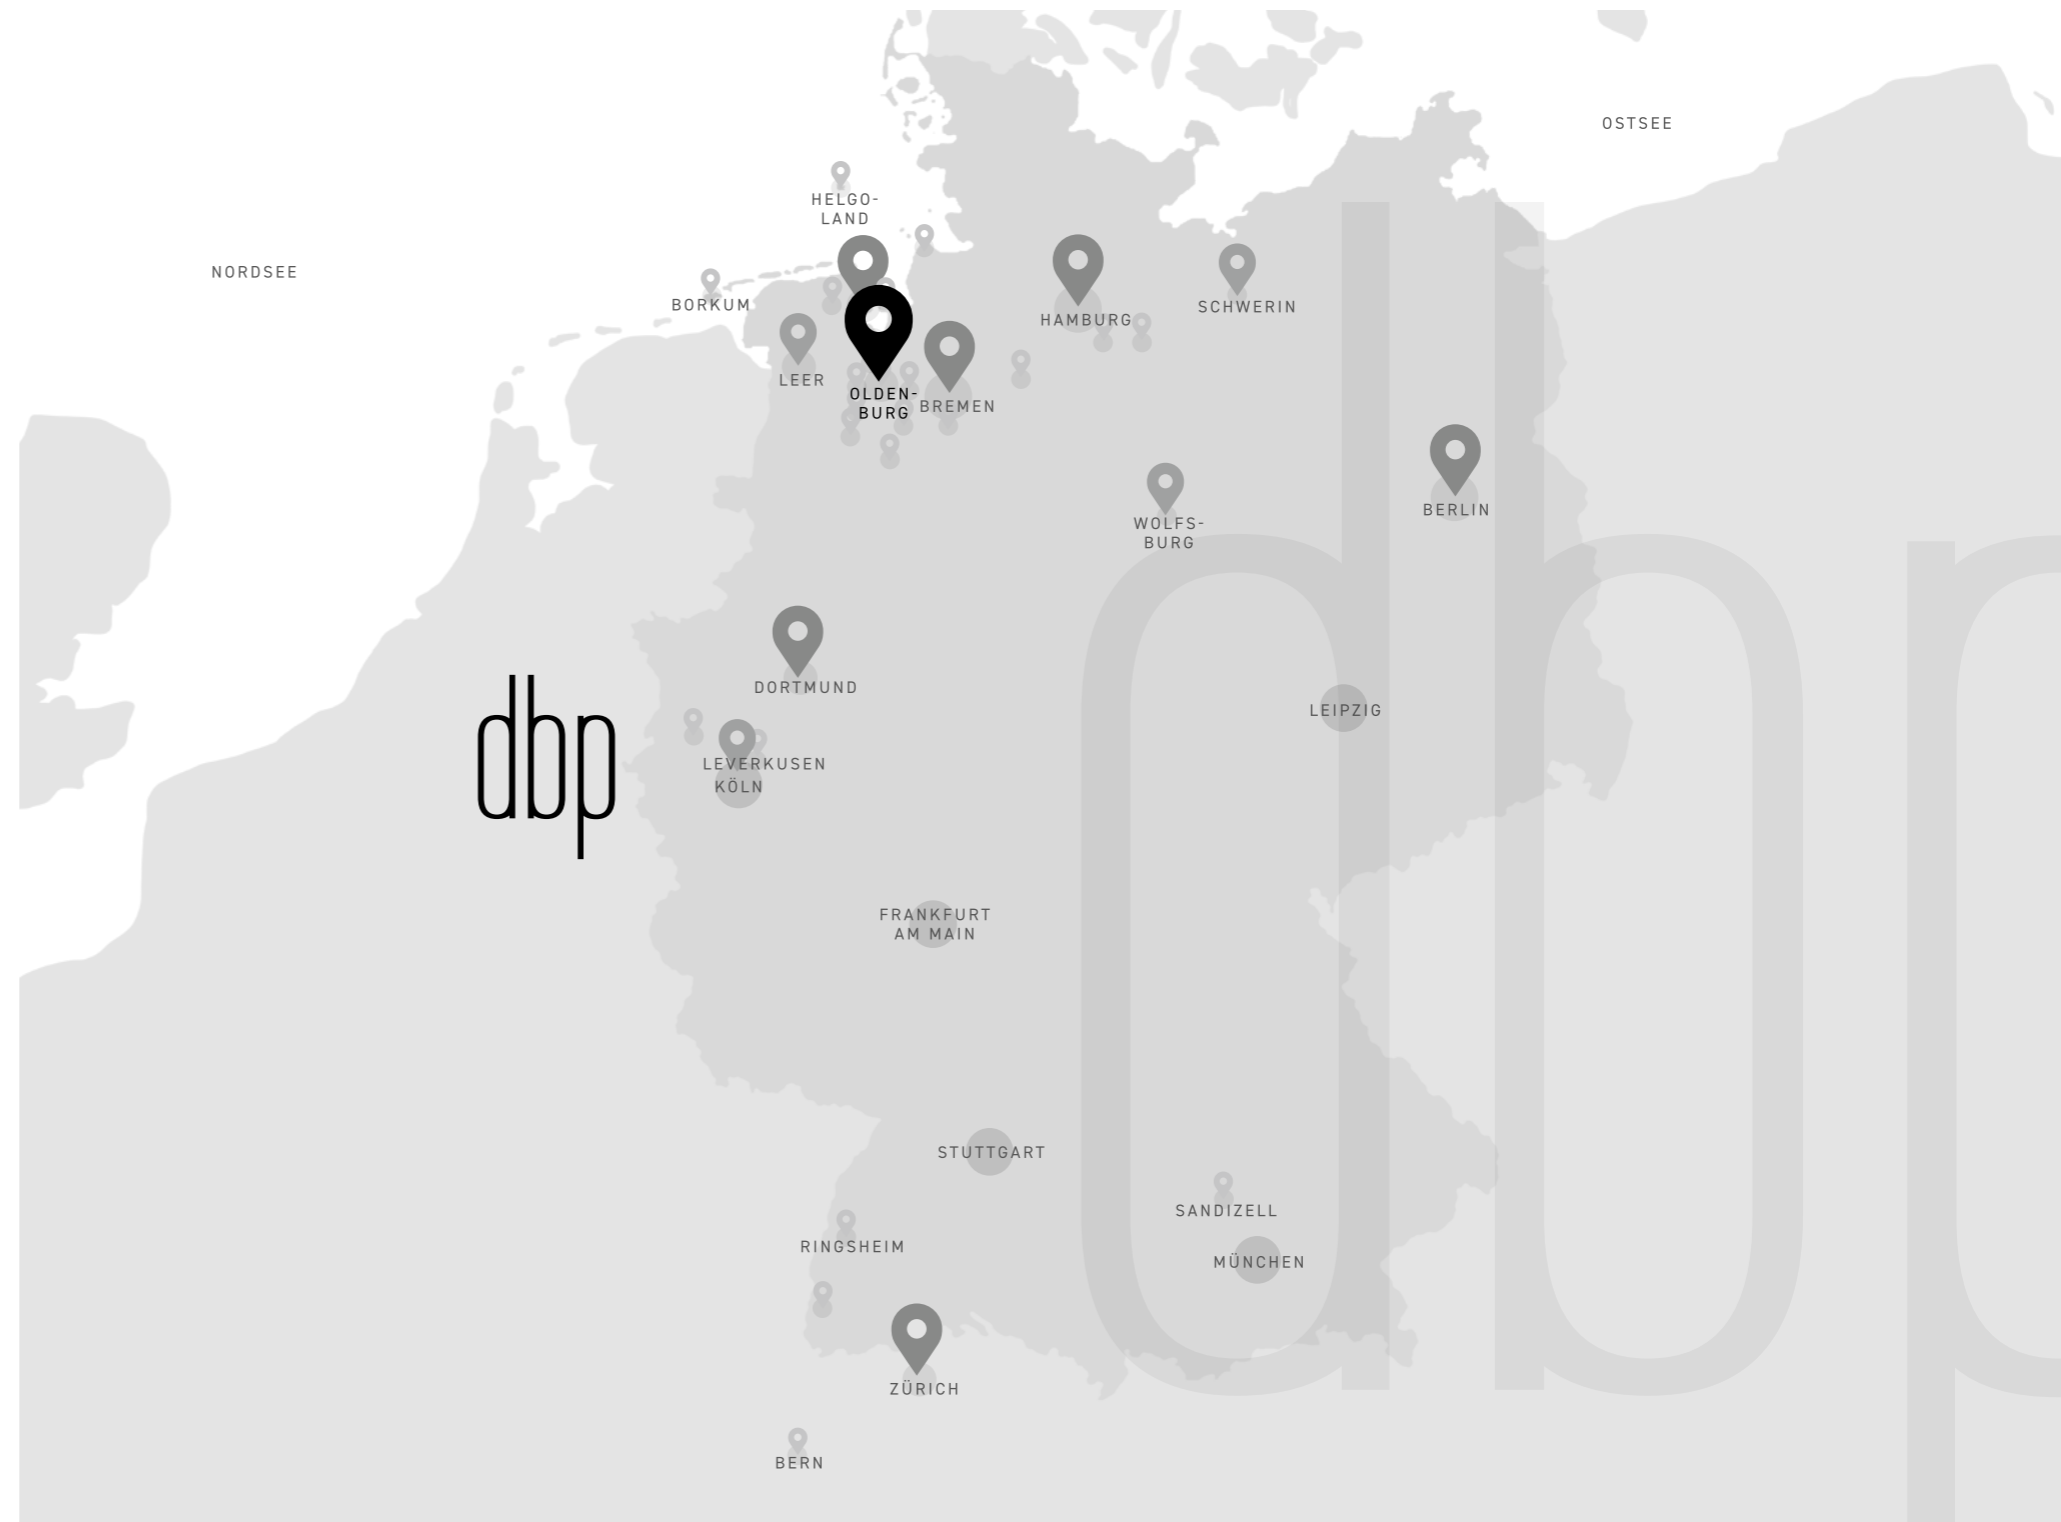 OSTSEE
HELGO-
LAND
NORDSEE
BORKUM
HAMBURG
SCHWERIN
LEER
OLDEN-
BURG
BREMEN
BERLIN
WOLFS-
BURG
DORTMUND
dbp
LEIPZIG
LEVERKUSEN
KÖLN
FRANKFURT
AM MAIN
STUTTGART
SANDIZELL
RINGSHEIM
MÜNCHEN
ZÜRICH
BERN
dbp